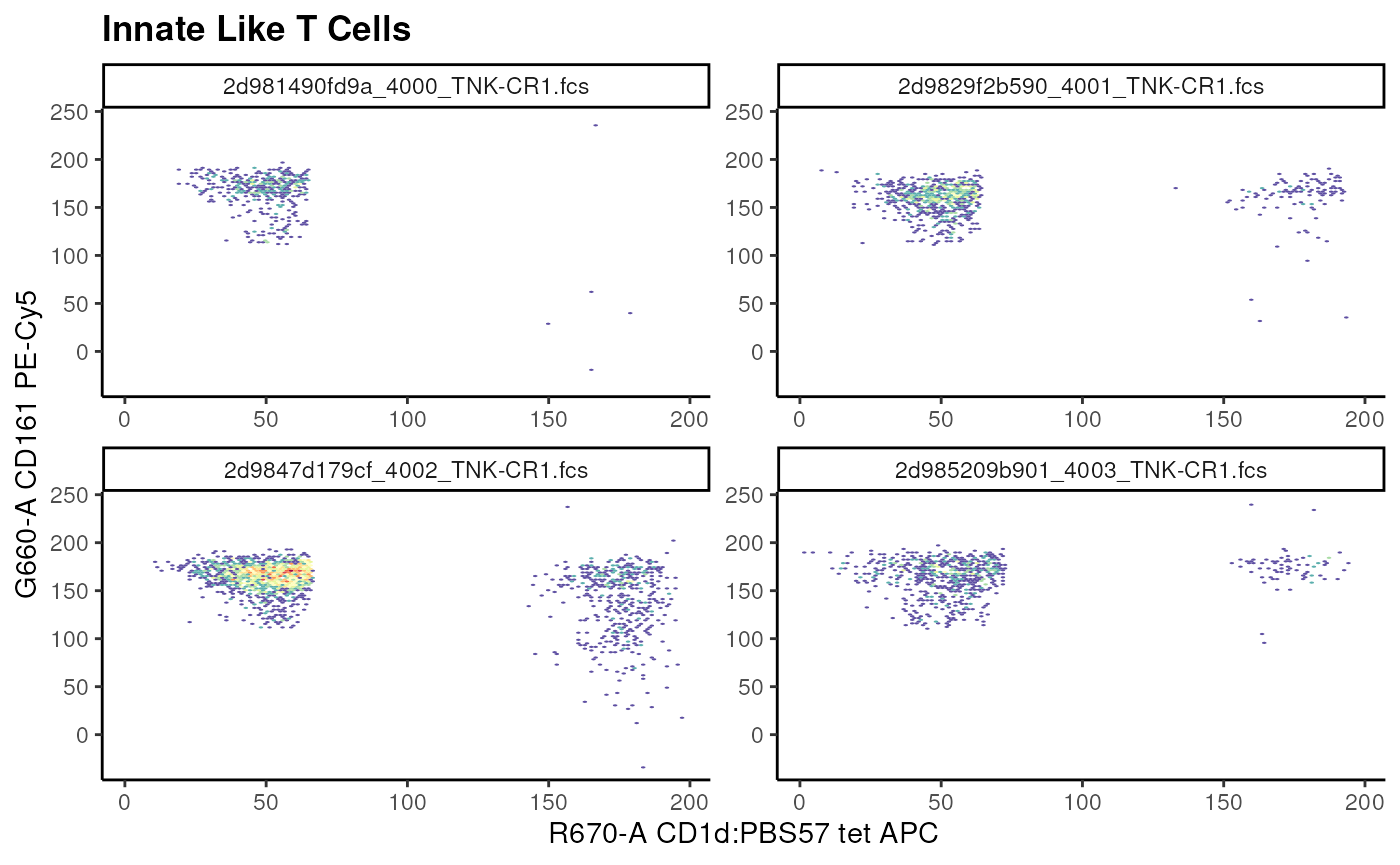 Innate Like T Cells
2d981490fd9a_4000_TNK-CR1.fcs
2d9829f2b590_4001_TNK-CR1.fcs
250
200
150
100
50
0
0 50 100 150 200
250
200
150
100
50
0
0 50 100 150 200
2d9847d179cf_4002_TNK-CR1.fcs
2d985209b901_4003_TNK-CR1.fcs
250
200
150
100
50
0
0 50 100 150 200
250
200
150
100
50
0
0 50 100 150 200
G660-A CD161 PE-Cy5
R670-A CD1d:PBS57 tet APC